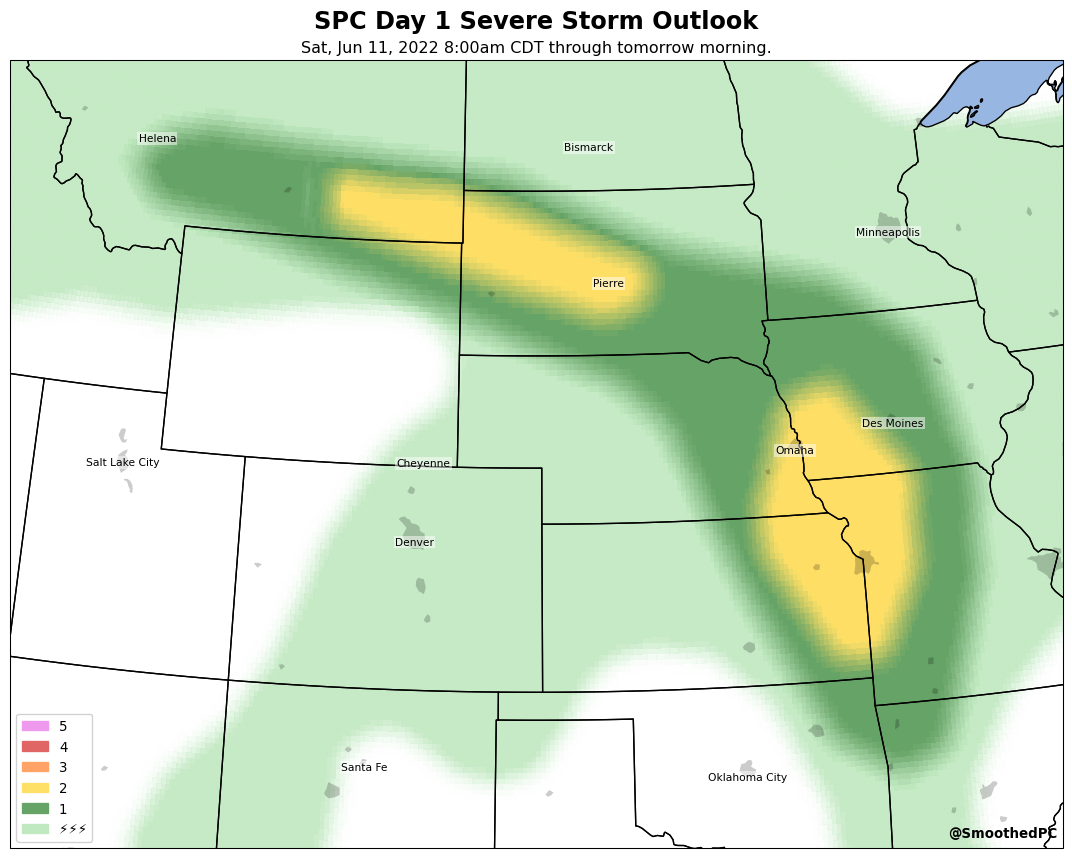 SPC Day 1 Severe Storm Outlook
Sat, Jun 11, 2022 8:00am CDT through tomorrow morning.
Helena
Bismarck
Minneapolis
Pierre
Des Moines
Omaha
Salt Lake City
Cheyenne
Denver
Santa Fe
Oklahoma City
5
4
3
2
1
⚡⚡⚡
@SmoothedPC